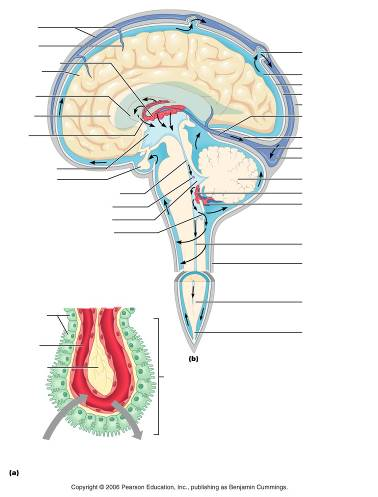 (b)
(a)
Copyright © 2006 Pearson Education, Inc., publishing as Benjamin Cummings.